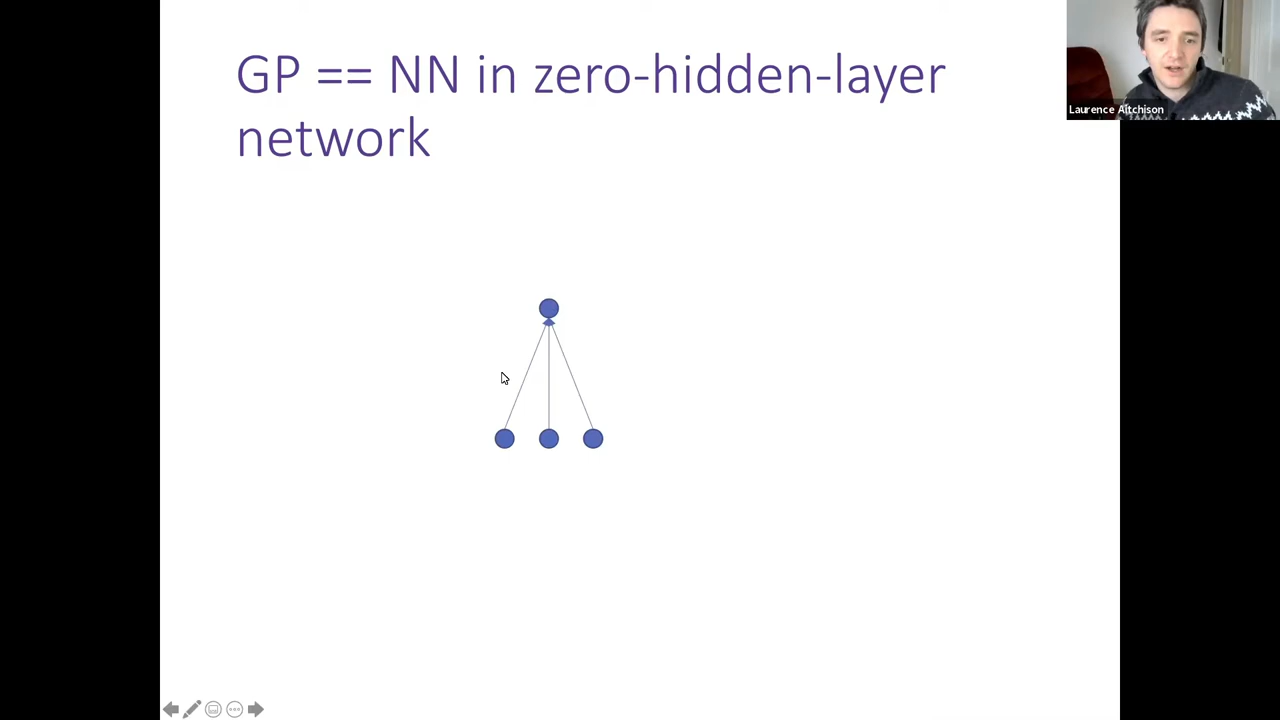 GP == NN in zero-hidden-layer
network
Laurence Aitchison